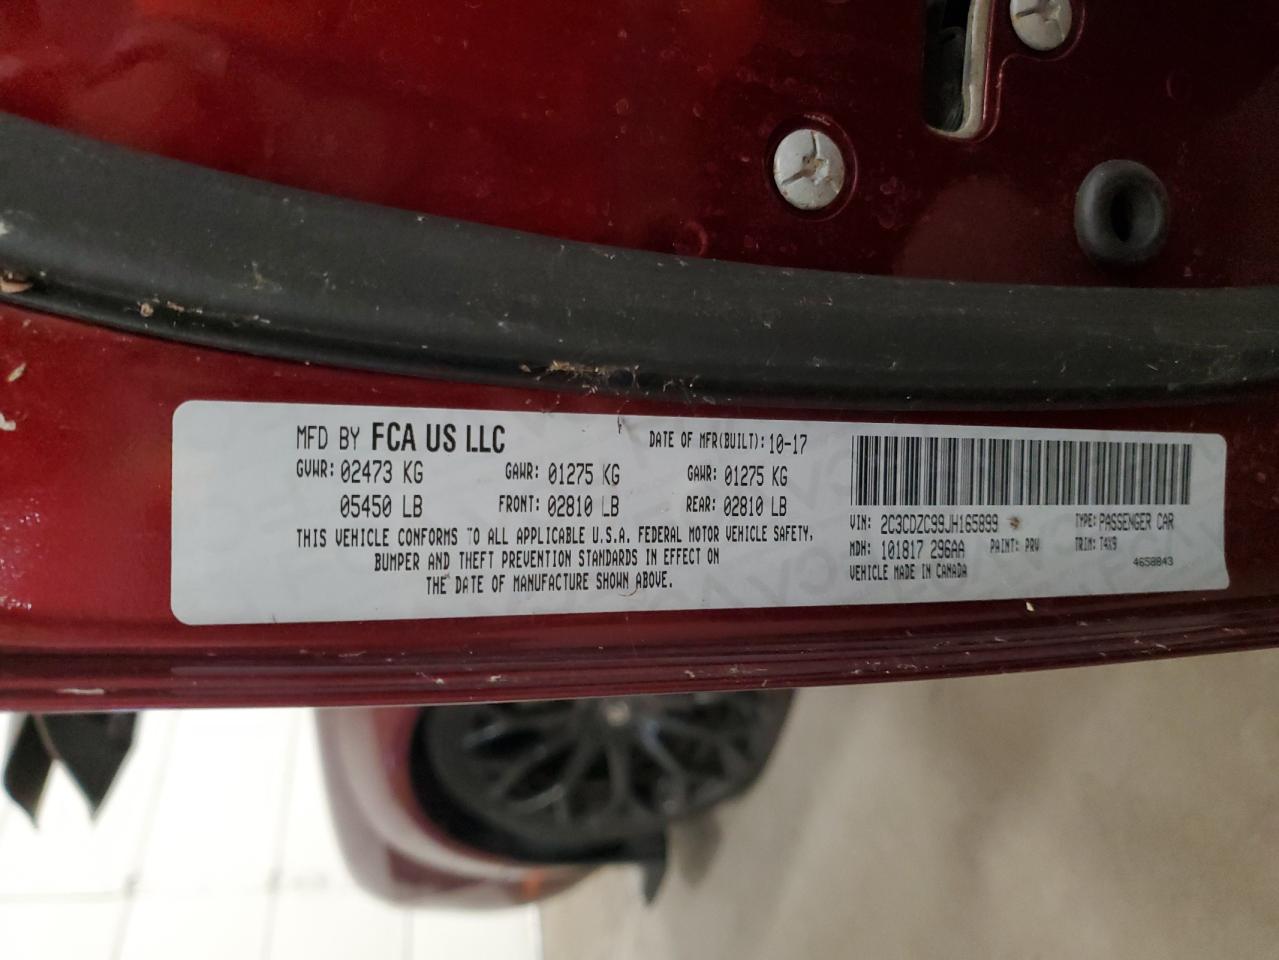 MFD BY FCA US LLC DATE OF MFR(BUILT): 10-17
GVWR: 02473 KG GAWR: 01275 KG GAWR: 01275 KG
05450 LB FRONT: 02810 LB REAR: 02810 LB
THIS VEHICLE CONFORMS TO ALL APPLICABLE U.S.A. FEDERAL MOTOR VEHICLE SAFETY,
BUMPER AND THEFT PREVENTION STANDARDS IN EFFECT ON
THE DATE OF MANUFACTURE SHOWN ABOVE.
VIN: 2C3CDZC99JH165899 TYPE: PASSENGER CAR
MDH: 101817 296AA PAINT: PRV TRIM: T4X9
VEHICLE MADE IN CANADA 4658843